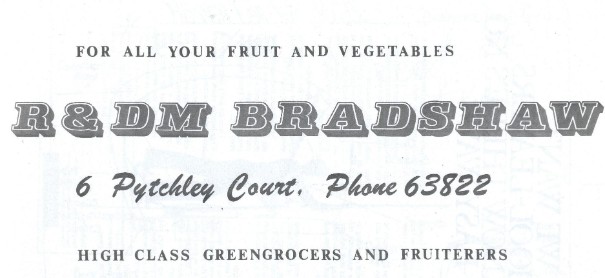 FOR ALL YOUR FRUIT AND VEGETABLES
R & DM BRADSHAW
6 Pytchley Court. Phone 63822
HIGH CLASS GREENGROCERS AND FRUITERERS